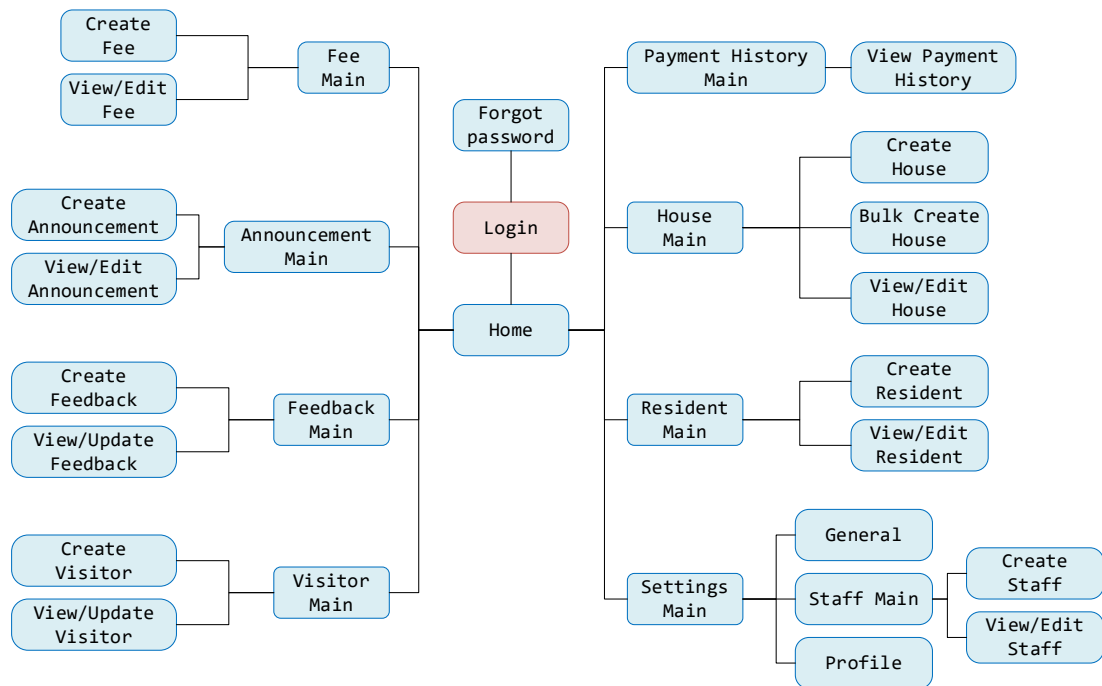 Create
Fee
View/Edit
Fee
Fee
Main
Create
Announcement
View/Edit
Announcement
Announcement
Main
Create
Feedback
View/Update
Feedback
Feedback
Main
Create
Visitor
View/Update
Visitor
Visitor
Main
Forgot
password
Login
Home
Payment History
Main
View Payment
History
House
Main
Create
House
Bulk Create
House
View/Edit
House
Resident
Main
Create
Resident
View/Edit
Resident
Settings
Main
General
Staff Main
Profile
Create
Staff
View/Edit
Staff